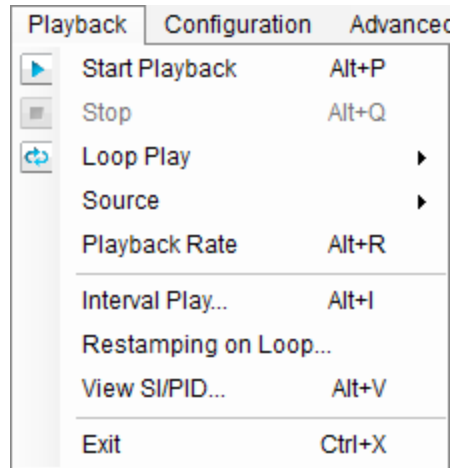 Playback Configuration Advanced
Start Playback Alt+P
Stop Alt+Q
Loop Play
Source
Playback Rate Alt+R
Interval Play... Alt+I
Restamping on Loop...
View SI/PID... Alt+V
Exit Ctrl+X